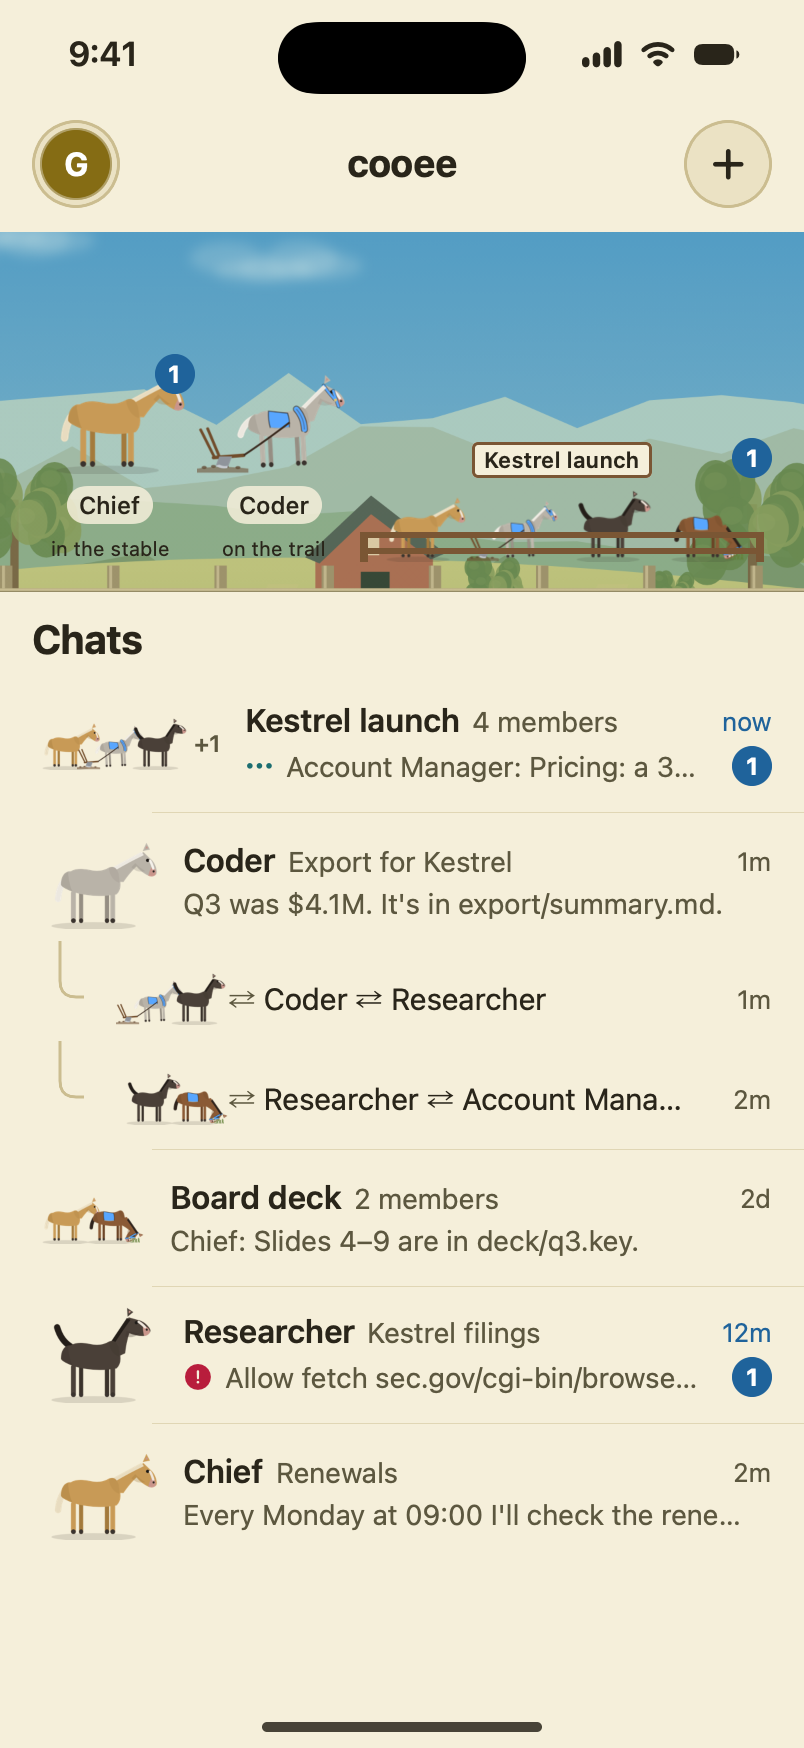 9:41
G
cooee
+
1
Kestrel launch
1
Chief
Coder
in the stable
on the trail
Chats
+1
Kestrel launch 4 members now
••• Account Manager: Pricing: a 3... 1
Coder Export for Kestrel 1m
Q3 was $4.1M. It's in export/summary.md.
⇄ Coder ⇄ Researcher 1m
⇄ Researcher ⇄ Account Mana... 2m
Board deck 2 members 2d
Chief: Slides 4–9 are in deck/q3.key.
Researcher Kestrel filings 12m
! Allow fetch sec.gov/cgi-bin/browse... 1
Chief Renewals 2m
Every Monday at 09:00 I'll check the rene...